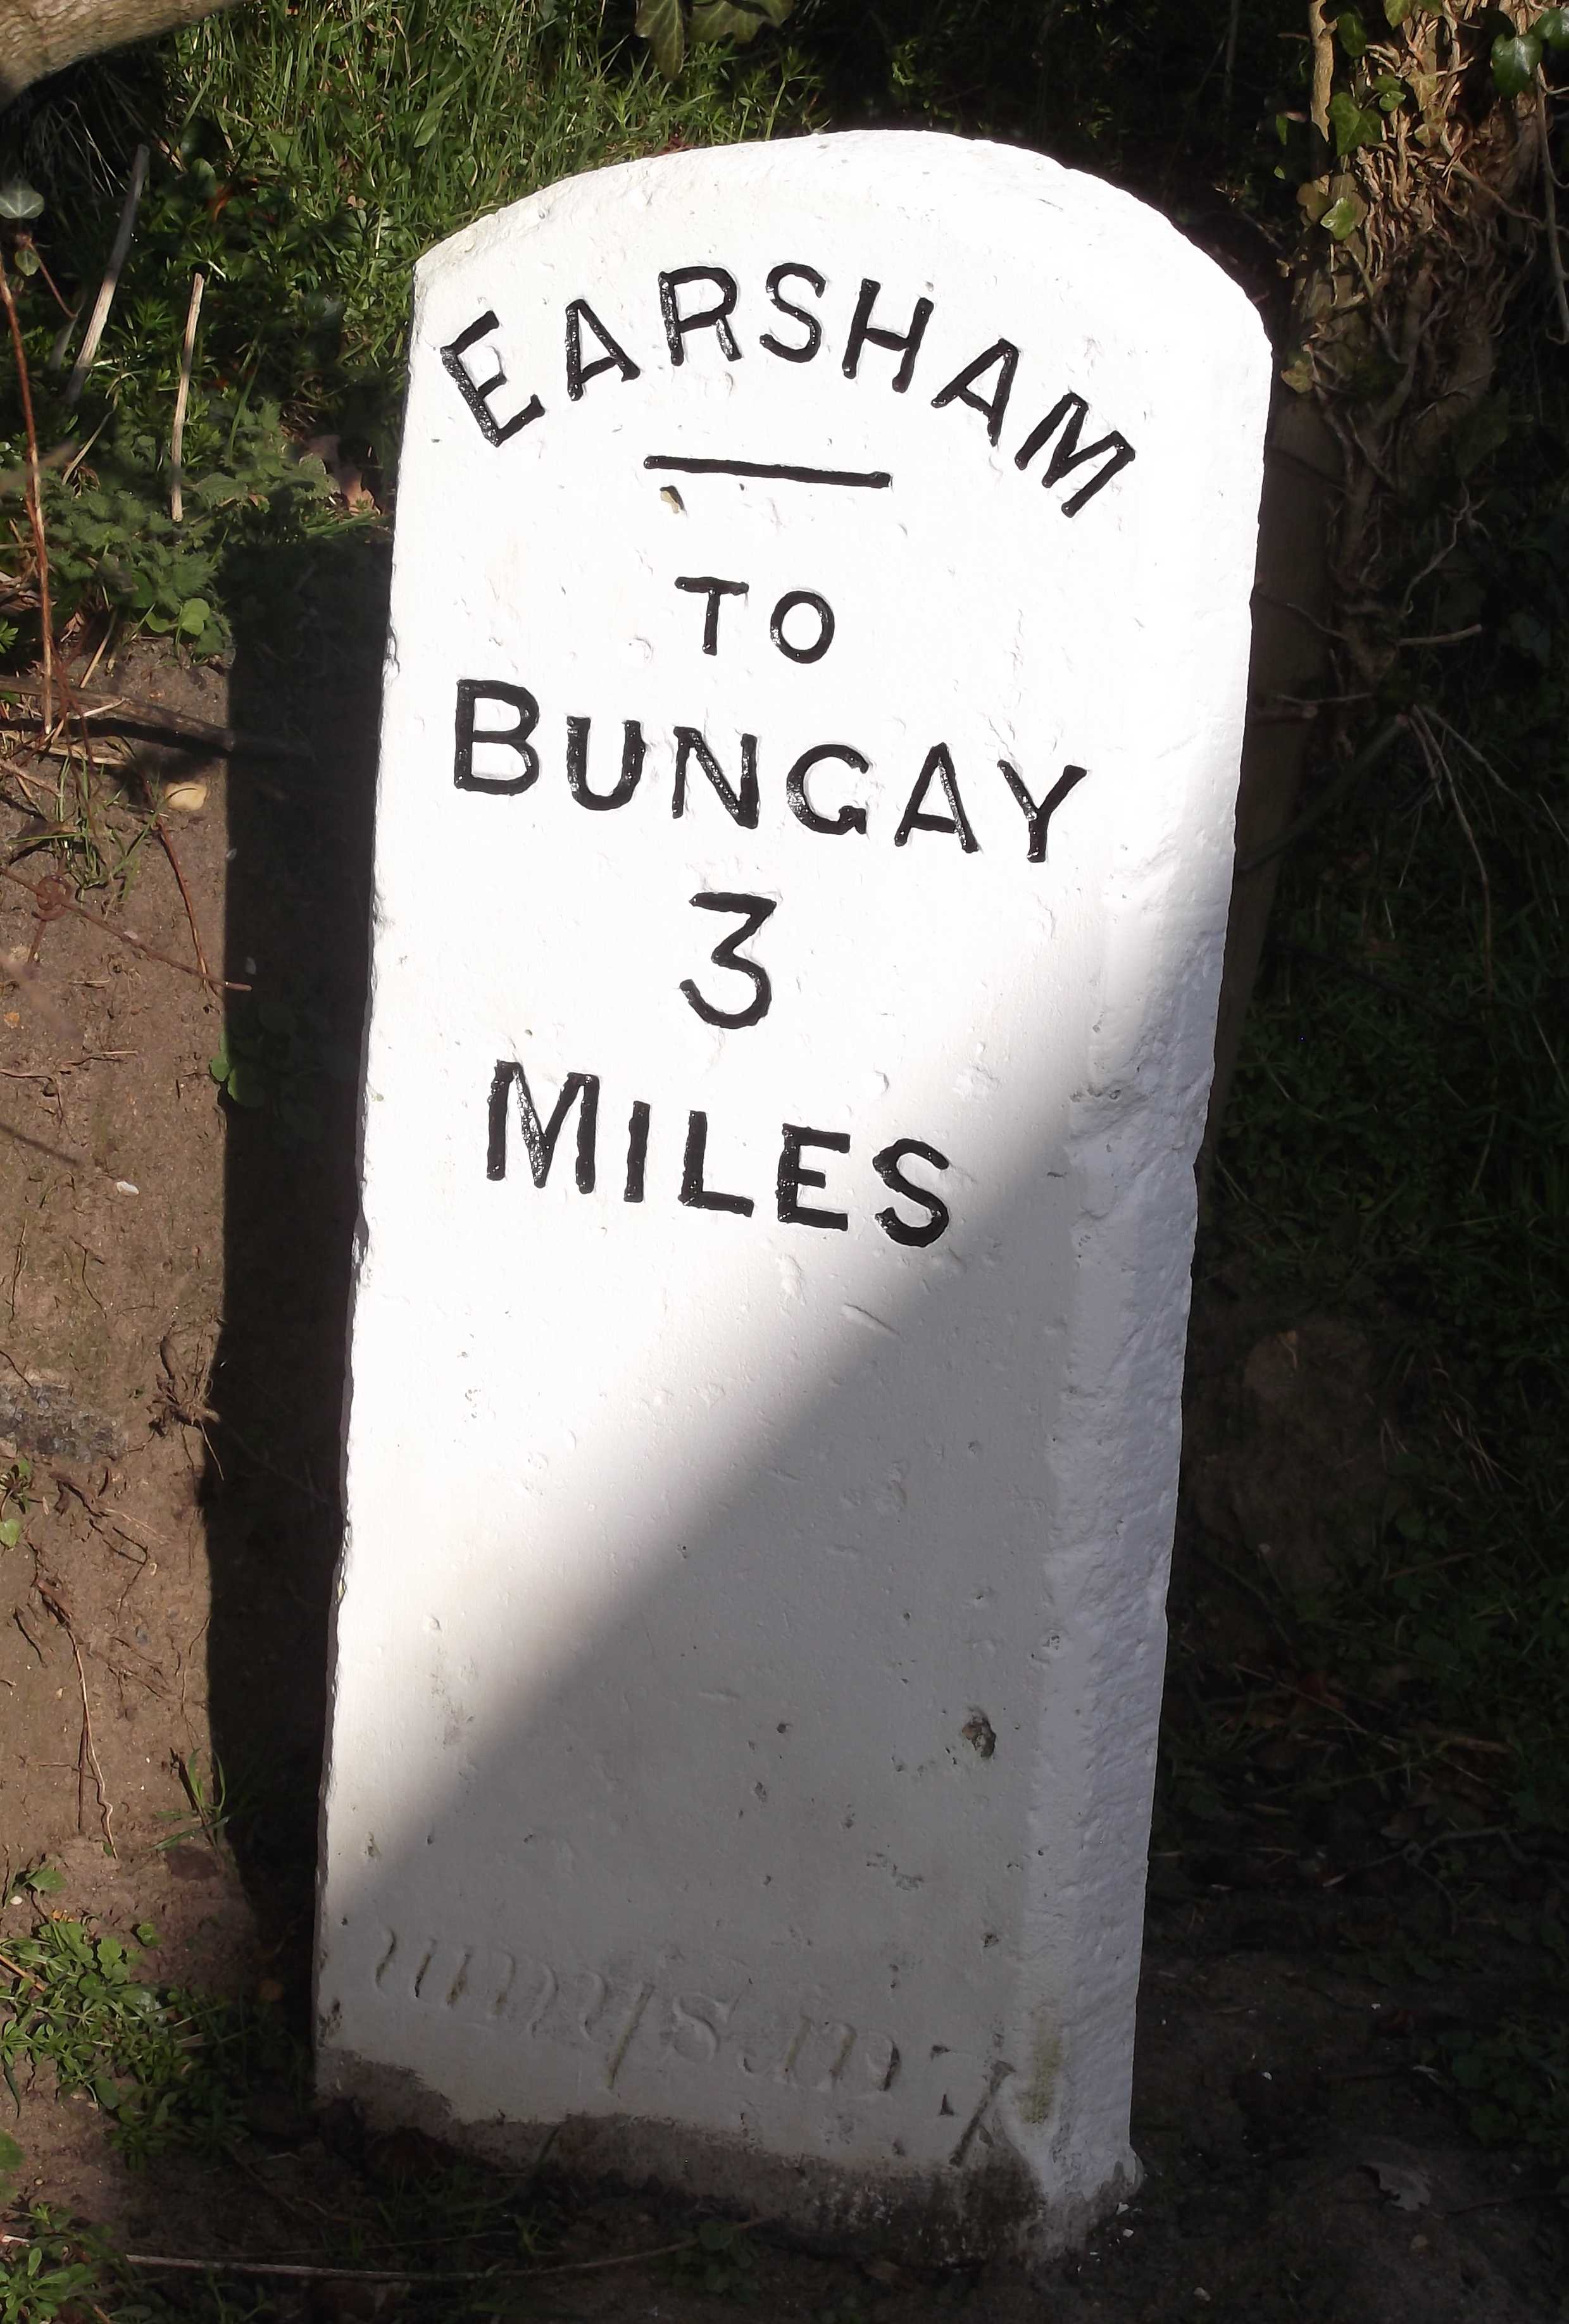 EARSHAM
TO
BUNGAY
3
MILES